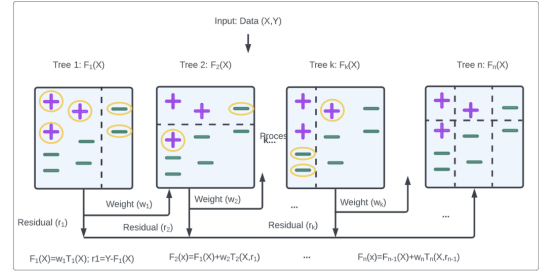 Input: Data (X,Y)
Tree 1: F₁(X)
Tree 2: F₂(X)
Tree k: Fₖ(X)
Tree n: Fₙ(X)
Weight (w₁)
Weight (w₂)
Weight (wₖ)
...
...
Residual (r₁)
Residual (r₂)
Residual (rₖ)
F₁(X)=w₁T₁(X); r1=Y-F₁(X)
F₂(x)=F₁(X)+w₂T₂(X,r₁)
...
Fₙ(x)=Fₙ₋₁(X)+wₙTₙ(X,rₙ₋₁)